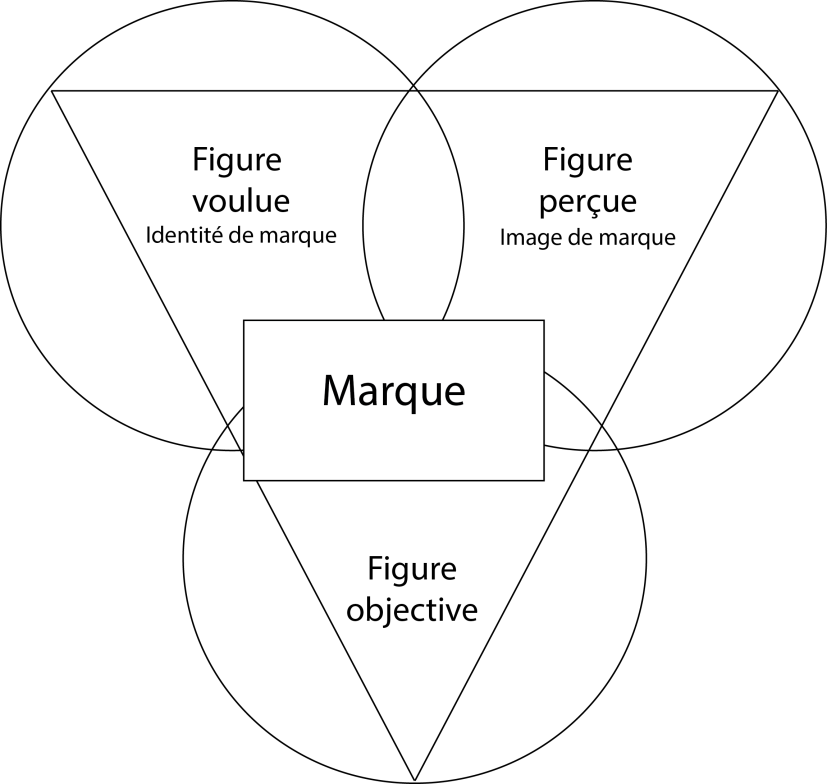 Figure
voulue
Identité de marque
Figure
perçue
Image de marque
Marque
Figure
objective